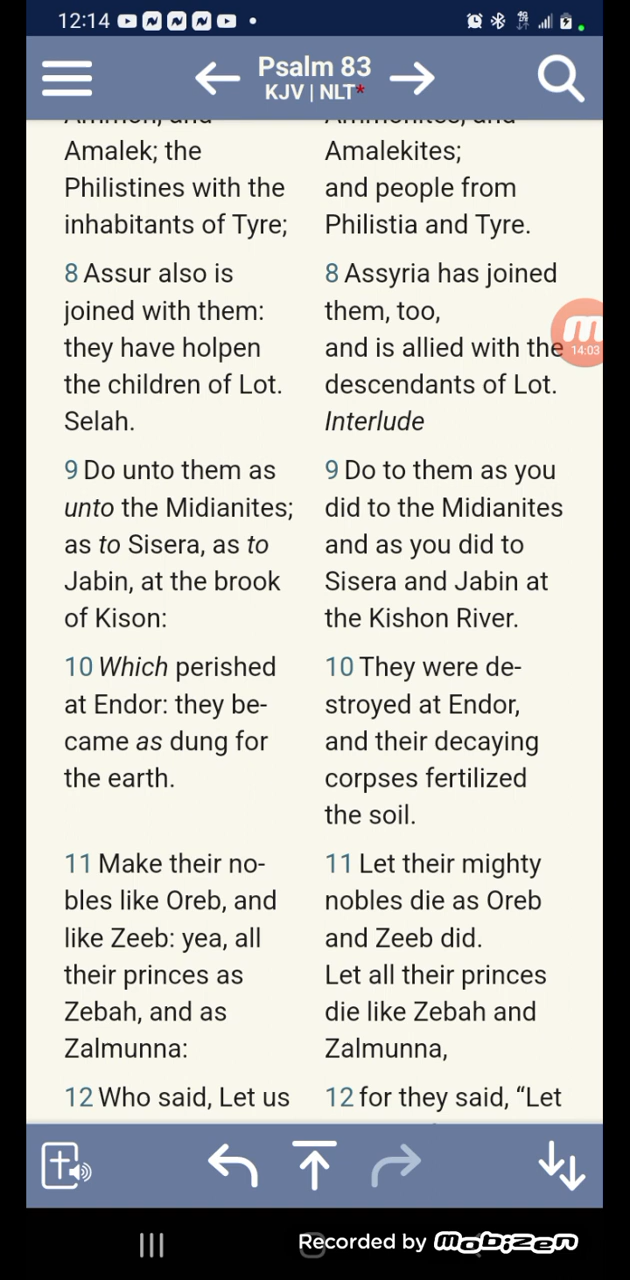 12:14
Psalm 83
KJV | NLT*
Ammon, and
Amalek; the
Philistines with the
inhabitants of Tyre;
8 Assur also is
joined with them:
they have holpen
the children of Lot.
Selah.
9 Do unto them as
unto the Midianites;
as to Sisera, as to
Jabin, at the brook
of Kison:
10 Which perished
at Endor: they be-
came as dung for
the earth.
11 Make their no-
bles like Oreb, and
like Zeeb: yea, all
their princes as
Zebah, and as
Zalmunna:
12 Who said, Let us
Ammonites, and
Amalekites;
and people from
Philistia and Tyre.
8 Assyria has joined
them, too,
and is allied with the
descendants of Lot.
Interlude
9 Do to them as you
did to the Midianites
and as you did to
Sisera and Jabin at
the Kishon River.
10 They were de-
stroyed at Endor,
and their decaying
corpses fertilized
the soil.
11 Let their mighty
nobles die as Oreb
and Zeeb did.
Let all their princes
die like Zebah and
Zalmunna,
12 for they said, “Let
14:03
Recorded by mobizen